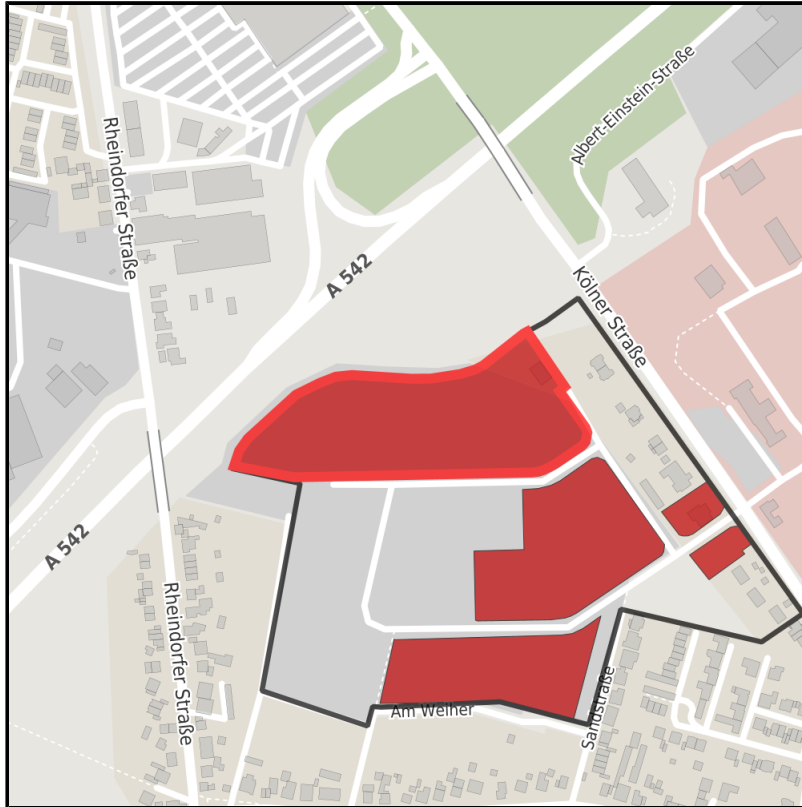 Albert-Einstein-Straße
Rheindorfer Straße
A 542
Kölner Straße
A 542
Rheindorfer Straße
Sandstraße
Am Weiher